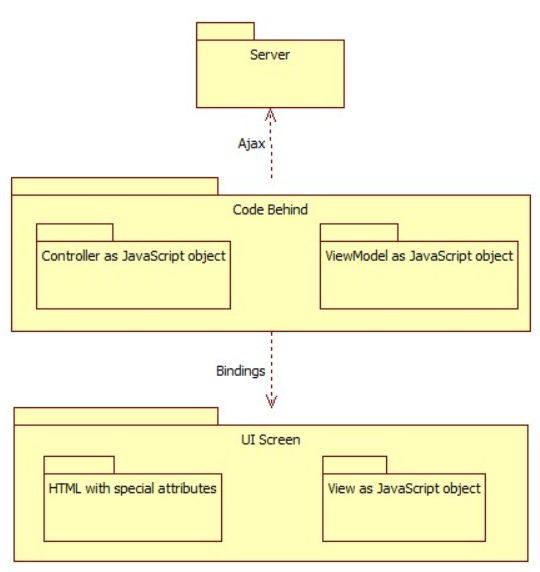 Server
Ajax
Code Behind
Controller as JavaScript object
ViewModel as JavaScript object
Bindings
UI Screen
HTML with special attributes
View as JavaScript object